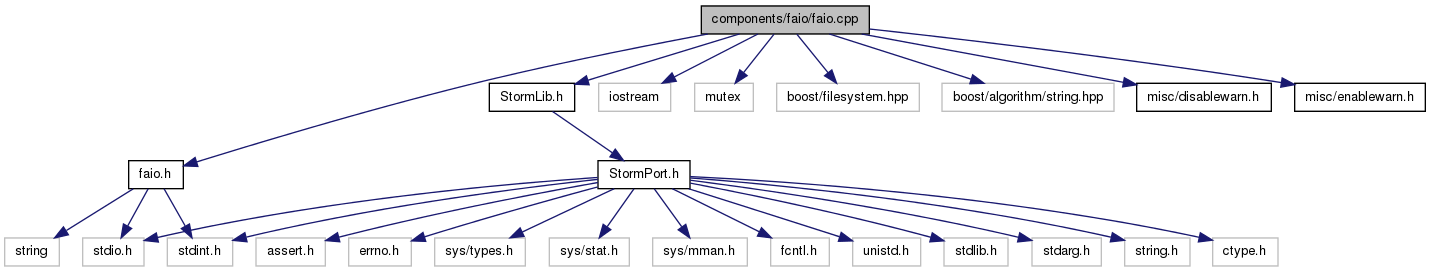 components/faio/faio.cpp
StormLib.h
iostream
mutex
boost/filesystem.hpp
boost/algorithm/string.hpp
misc/disablewarn.h
misc/enablewarn.h
faio.h
StormPort.h
string
stdio.h
stdint.h
assert.h
errno.h
sys/types.h
sys/stat.h
sys/mman.h
fcntl.h
unistd.h
stdlib.h
stdarg.h
string.h
ctype.h